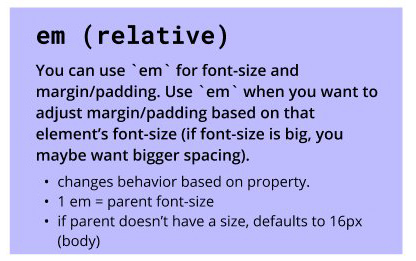 em (relative)
You can use `em` for font-size and
margin/padding. Use `em` when you want to
adjust margin/padding based on that
element’s font-size (if font-size is big, you
maybe want bigger spacing).
• changes behavior based on property.
• 1 em = parent font-size
• if parent doesn’t have a size, defaults to 16px
(body)